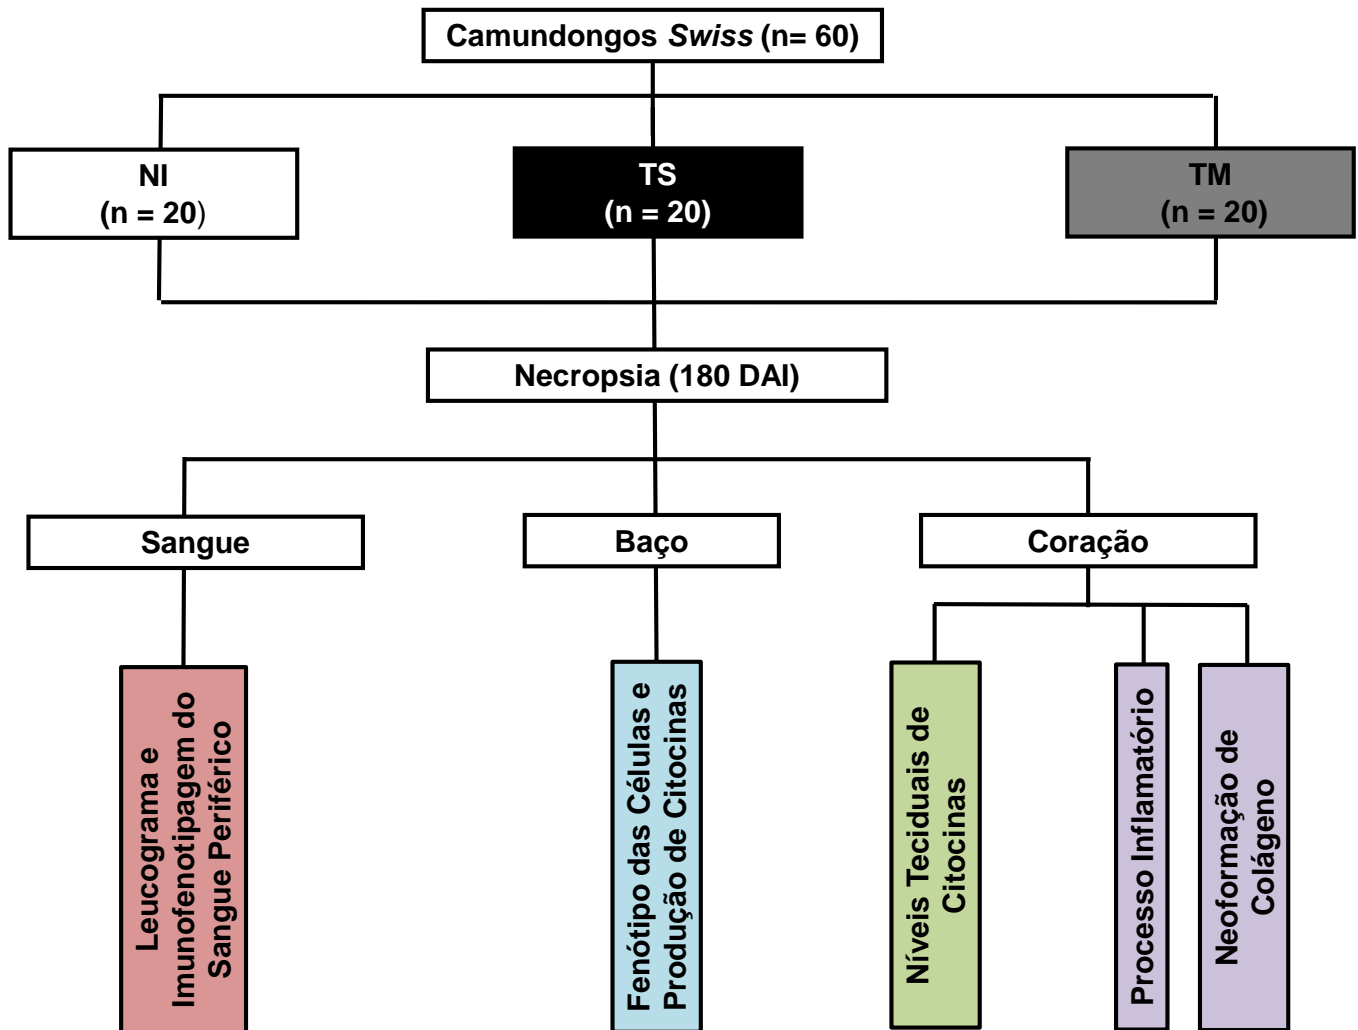 Camundongos Swiss (n= 60)
NI
(n = 20)
TS
(n = 20)
TM
(n = 20)
Necropsia (180 DAI)
Sangue
Baço
Coração
Leucograma e
Imunofenotipagem do
Sangue Periférico
Fenótipo das Células e
Produção de Citocinas
Níveis Teciduais de
Citocinas
Processo Inflamatório
Neoformação de
Colágeno